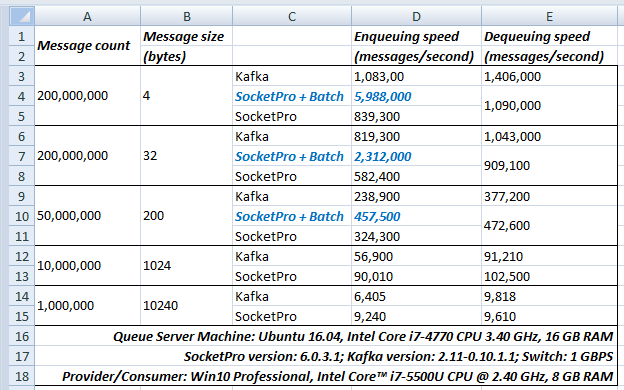 A B C D E
1 Message count Message size Enqueuing speed Dequeuing speed
2 (bytes) (messages/second) (messages/second)
3 Kafka 1,083,00 1,406,000
4 200,000,000 4 SocketPro + Batch 5,988,000 1,090,000
5 SocketPro 839,300
6 Kafka 819,300 1,043,000
7 200,000,000 32 SocketPro + Batch 2,312,000 909,100
8 SocketPro 582,400
9 Kafka 238,900 377,200
10 50,000,000 200 SocketPro + Batch 457,500 472,600
11 SocketPro 324,300
12 10,000,000 1024 Kafka 56,900 91,210
13 SocketPro 90,010 102,500
14 1,000,000 10240 Kafka 6,405 9,818
15 SocketPro 9,240 9,610
16 Queue Server Machine: Ubuntu 16.04, Intel Core i7-4770 CPU 3.40 GHz, 16 GB RAM
17 SocketPro version: 6.0.3.1; Kafka version: 2.11-0.10.1.1; Switch: 1 GBPS
18 Provider/Consumer: Win10 Professional, Intel Core™ i7-5500U CPU @ 2.40 GHz, 8 GB RAM